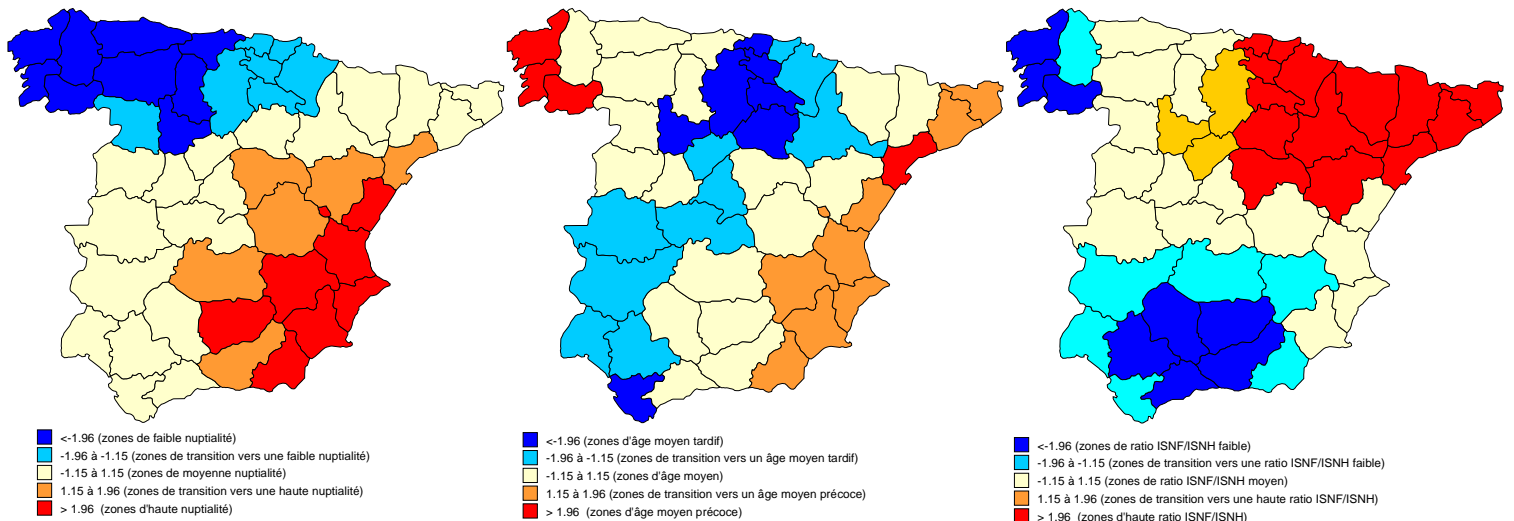 <-1.96 (zones de faible nuptialité)
-1.96 à -1.15 (zones de transition vers une faible nuptialité)
-1.15 à 1.15 (zones de moyenne nuptialité)
1.15 à 1.96 (zones de transition vers une haute nuptialité)
> 1.96 (zones d'haute nuptialité)
<-1.96 (zones d'âge moyen tardif)
-1.96 à -1.15 (zones de transition vers un âge moyen tardif)
-1.15 à 1.15 (zones d'âge moyen)
1.15 à 1.96 (zones de transition vers un âge moyen précoce)
> 1.96 (zones d'âge moyen précoce)
<-1.96 (zones de ratio ISNF/ISNH faible)
-1.96 à -1.15 (zones de transition vers une ratio ISNF/ISNH faible)
-1.15 à 1.15 (zones de ratio ISNF/ISNH moyen)
1.15 à 1.96 (zones de transition vers une haute ratio ISNF/ISNH)
> 1.96 (zones d'haute ratio ISNF/ISNH)